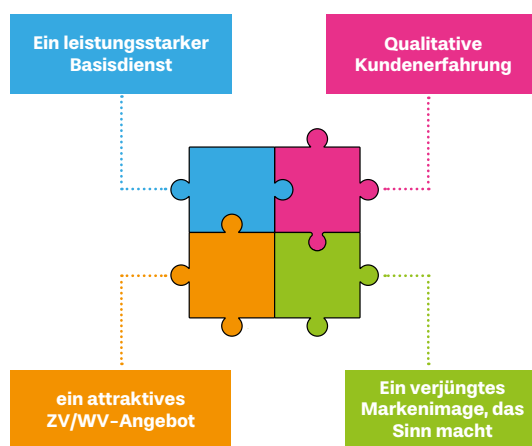 Ein leistungsstarker
Basisdienst
Qualitative
Kundenerfahrung
ein attraktives
ZV/WV-Angebot
Ein verjüngtes
Markenimage, das
Sinn macht